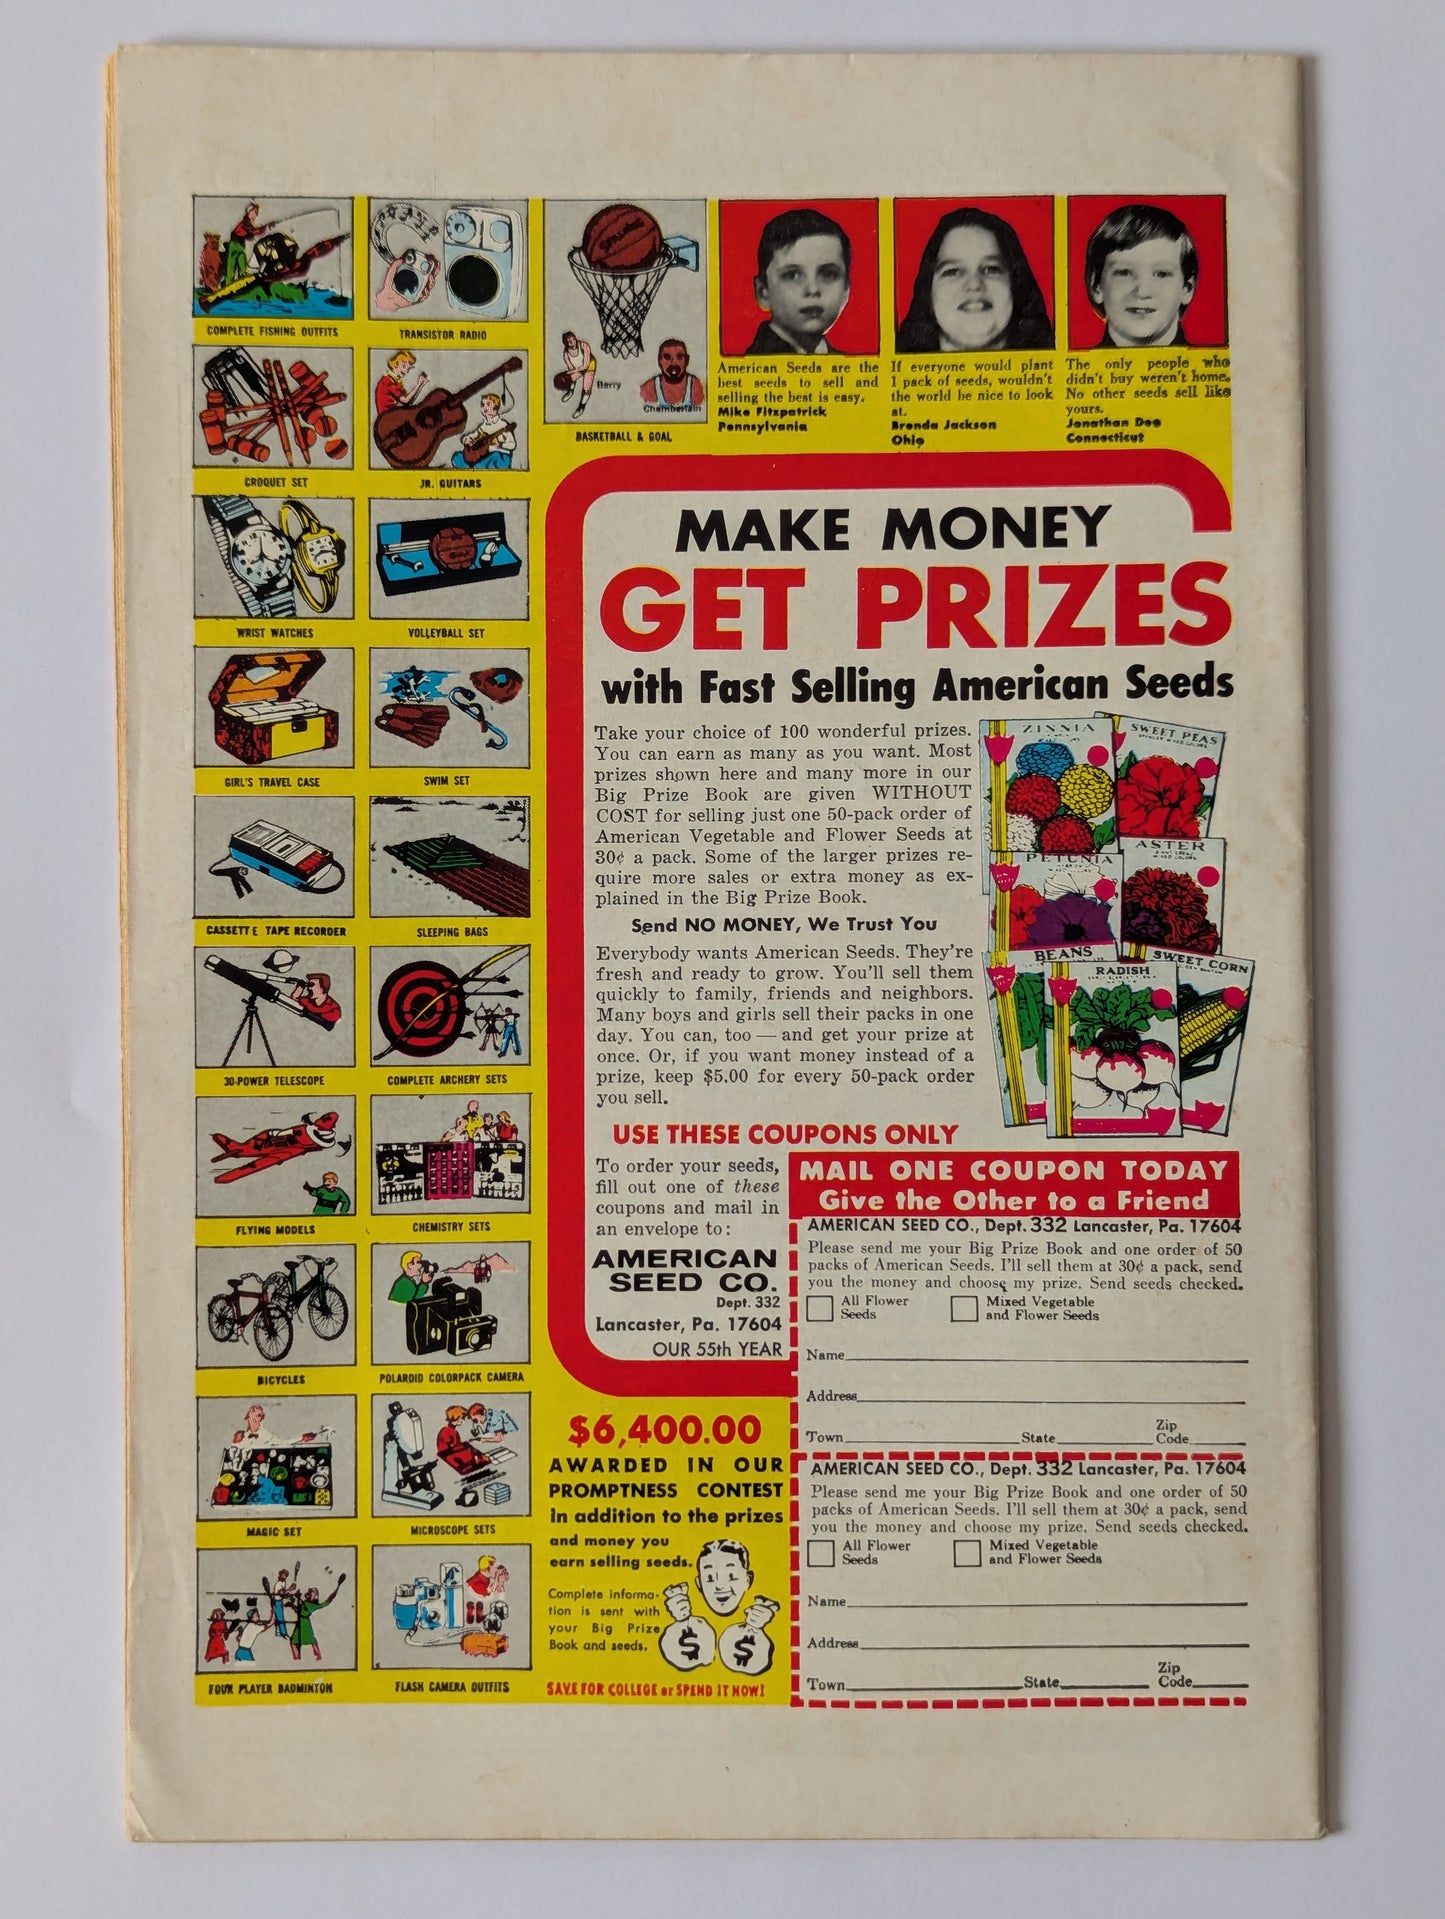 COMPLETE FISHING OUTFITS
TRANSISTOR RADIO
CROQUET SET
JR. GUITARS
WRIST WATCHES
VOLLEYBALL SET
GIRL'S TRAVEL CASE
SWIM SET
CASSETTE TAPE RECORDER
SLEEPING BAGS
30-POWER TELESCOPE
COMPLETE ARCHERY SETS
FLYING MODELS
CHEMISTRY SETS
BICYCLES
POLAROID COLORPACK CAMERA
MAGIC SET
MICROSCOPE SETS
FOUR PLAYER BADMINTON
FLASH CAMERA OUTFITS
Barry
Chamberlain
BASKETBALL & GOAL
American Seeds are the
best seeds to sell and
selling the best is easy.
Mike Fitzpatrick
Pennsylvania
If everyone would plant
1 pack of seeds, wouldn't
the world be nice to look
at.
Brenda Jackson
Ohio
The only people who
didn't buy weren't home.
No other seeds sell like
yours.
Jonathan Dee
Connecticut
MAKE MONEY
GET PRIZES
with Fast Selling American Seeds
Take your choice of 100 wonderful prizes.
You can earn as many as you want. Most
prizes shown here and many more in our
Big Prize Book are given WITHOUT
COST for selling just one 50-pack order of
American Vegetable and Flower Seeds at
30¢ a pack. Some of the larger prizes re-
quire more sales or extra money as ex-
plained in the Big Prize Book.
Send NO MONEY, We Trust You
Everybody wants American Seeds. They're
fresh and ready to grow. You'll sell them
quickly to family, friends and neighbors.
Many boys and girls sell their packs in one
day. You can, too — and get your prize at
once. Or, if you want money instead of a
prize, keep $5.00 for every 50-pack order
you sell.
ZINNIA
SWEET PEAS
PETUNIA
ASTER
BEANS
RADISH
SWEET CORN
USE THESE COUPONS ONLY
To order your seeds,
fill out one of these
coupons and mail in
an envelope to:
AMERICAN
SEED CO.
Dept. 332
Lancaster, Pa. 17604
OUR 55th YEAR
MAIL ONE COUPON TODAY
Give the Other to a Friend
AMERICAN SEED CO., Dept. 332 Lancaster, Pa. 17604
Please send me your Big Prize Book and one order of 50
packs of American Seeds. I'll sell them at 30¢ a pack, send
you the money and choose my prize. Send seeds checked.
All Flower
Seeds
Mixed Vegetable
and Flower Seeds
Name
Address
Town State Zip
Code
AMERICAN SEED CO., Dept. 332 Lancaster, Pa. 17604
Please send me your Big Prize Book and one order of 50
packs of American Seeds. I'll sell them at 30¢ a pack, send
you the money and choose my prize. Send seeds checked.
All Flower
Seeds
Mixed Vegetable
and Flower Seeds
Name
Address
Town State Zip
Code
$6,400.00
AWARDED IN OUR
PROMPTNESS CONTEST
in addition to the prizes
and money you
earn selling seeds.
Complete informa-
tion is sent with
your Big Prize
Book and seeds.
$ $
SAVE FOR COLLEGE or SPEND IT NOW!